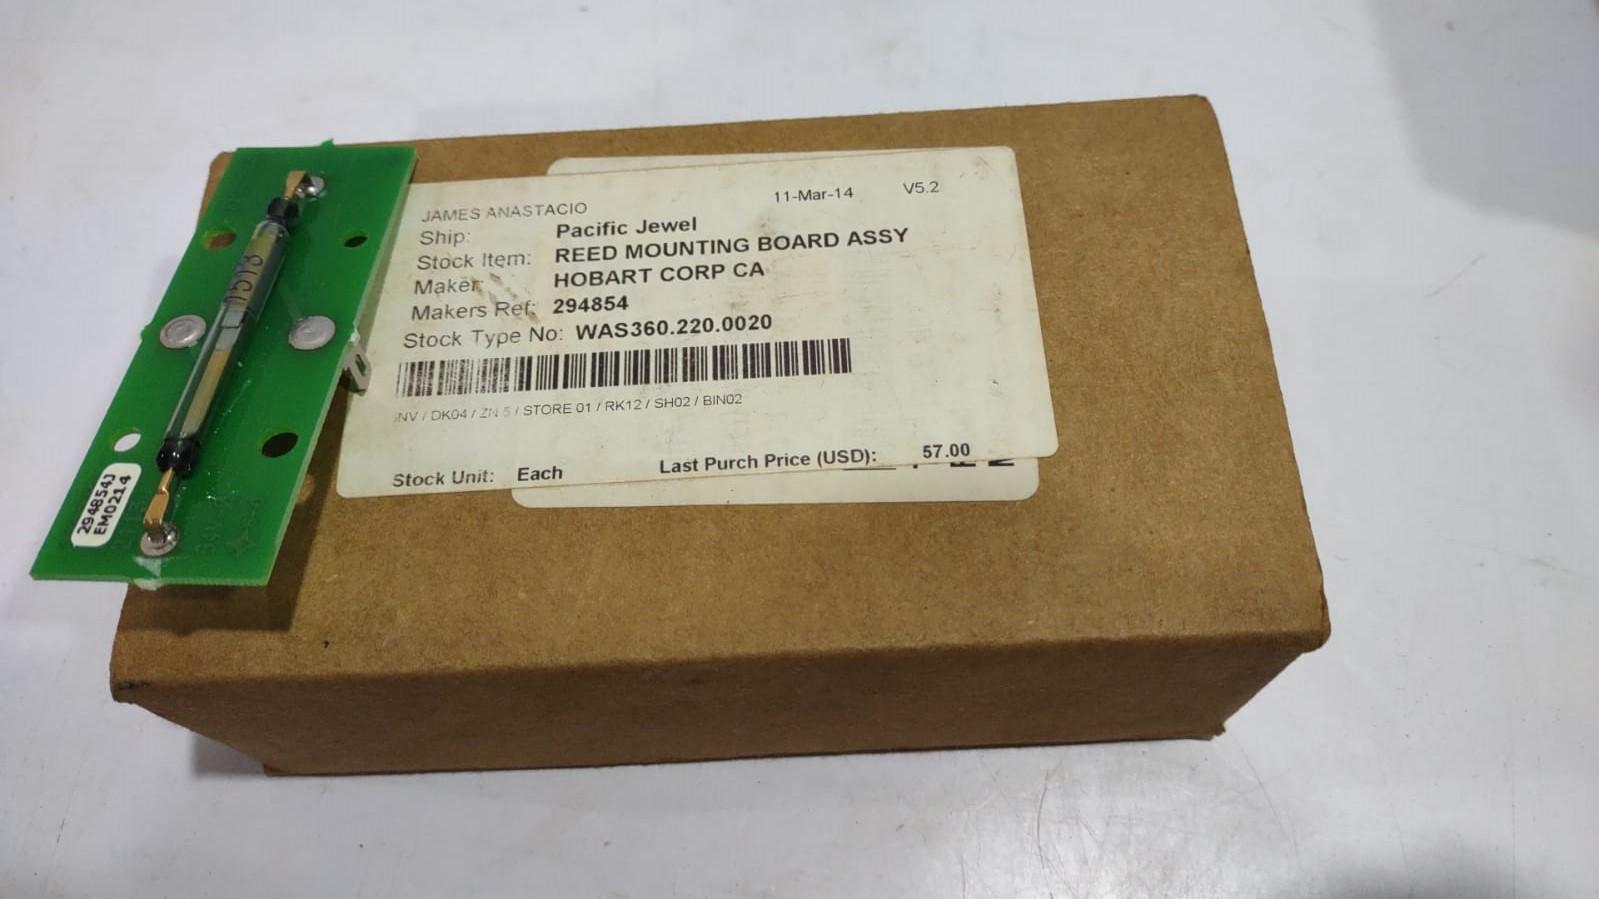 JAMES ANASTACIO
11-Mar-14
V5.2
Ship: Pacific Jewel
Stock Item: REED MOUNTING BOARD ASSY
Maker: HOBART CORP CA
Makers Ref: 294854
Stock Type No: WAS360.220.0020
INV / DK04 / ZN 5 / STORE 01 / RK12 / SH02 / BIN02
Stock Unit: Each
Last Purch Price (USD): 57.00
294854J
EM0214